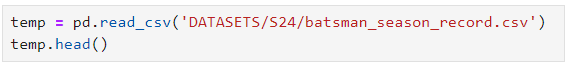 temp = pd.read_csv('DATASETS/S24/batsman_season_record.csv')
temp.head()